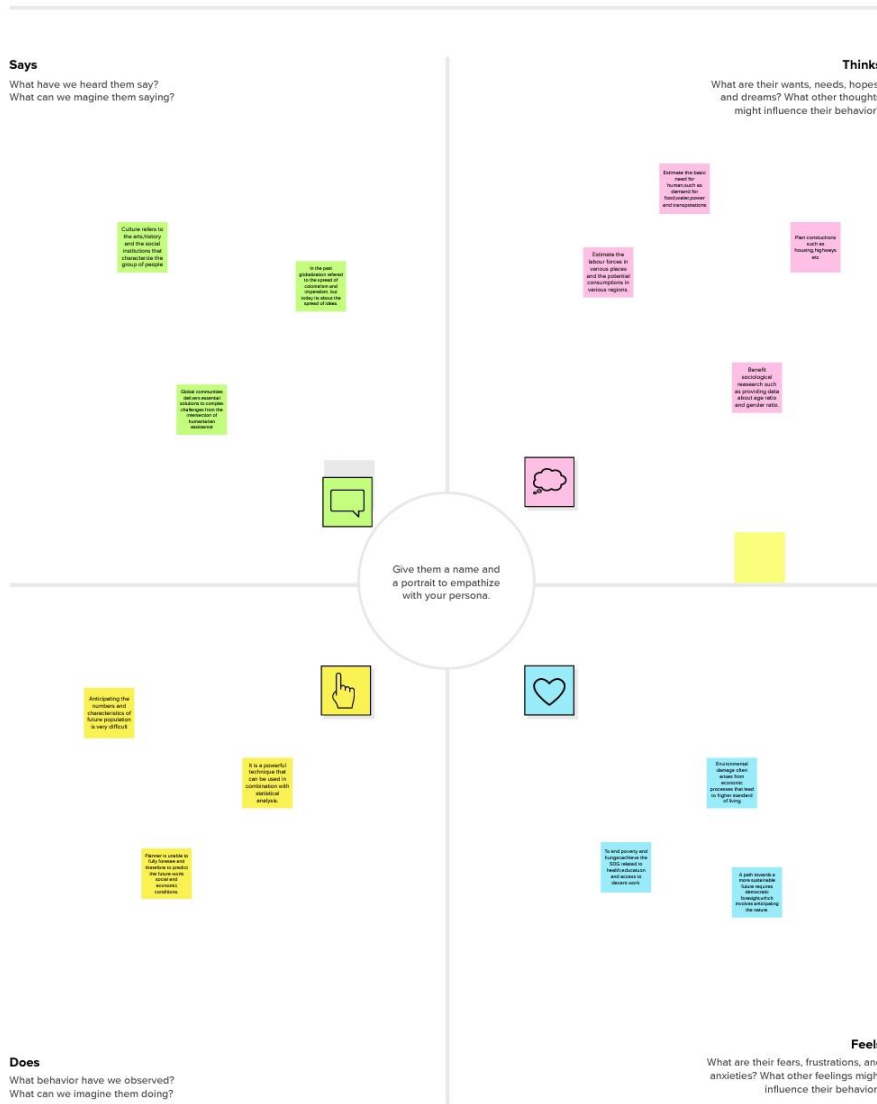 Says
What have we heard them say?
What can we magine them saying?
Thinks
What are their wants, needs, hopes
and dreams? What other thoughts
might influence their behavior?
Estimate the basic
need for
human,such as
demand for
food,water,power
and transpotations
Culture refers to
the arts,history
and the social
institutions that
characterize the
group of people
Plan constuctions
such as
housing,highways
etc
Estimate the
labour forces in
various places
and the potential
consumptions in
various regions.
In the past
globalization refered
to the spread of
colonialism and
imperialism, but
today its about the
spread of ideas.
Benefit
sociological
reasearch such
as providing data
about age ratio
and gender ratio.
Global communities
delivers essential
solutions to complex
challenges from the
intersection of
humanitarian
assistance
Give them a name and
a portrait to empathize
with your persona.
Anticipating the
numbers and
characteristics of
future population
is very difficult
It is a powerful
technique that
can be used in
combination with
statistical
analysis.
Planner is unable to
fully foresee and
therefore to predict
the future work
social and
economic
conditions.
Environmental
damage often
arises from
economic
processes that lead
to higher standard
of living
To end poverty and
hunger,achieve the
SDG related to
health,education
and access to
decent work
A path towards a
more sustainable
future requires
democratic
foresight,which
involves anticipating
the nature
Does
What behavior have we observed?
What can we imagine them doing?
Feels
What are their fears, frustrations, and
anxieties? What other feelings might
influence their behavior